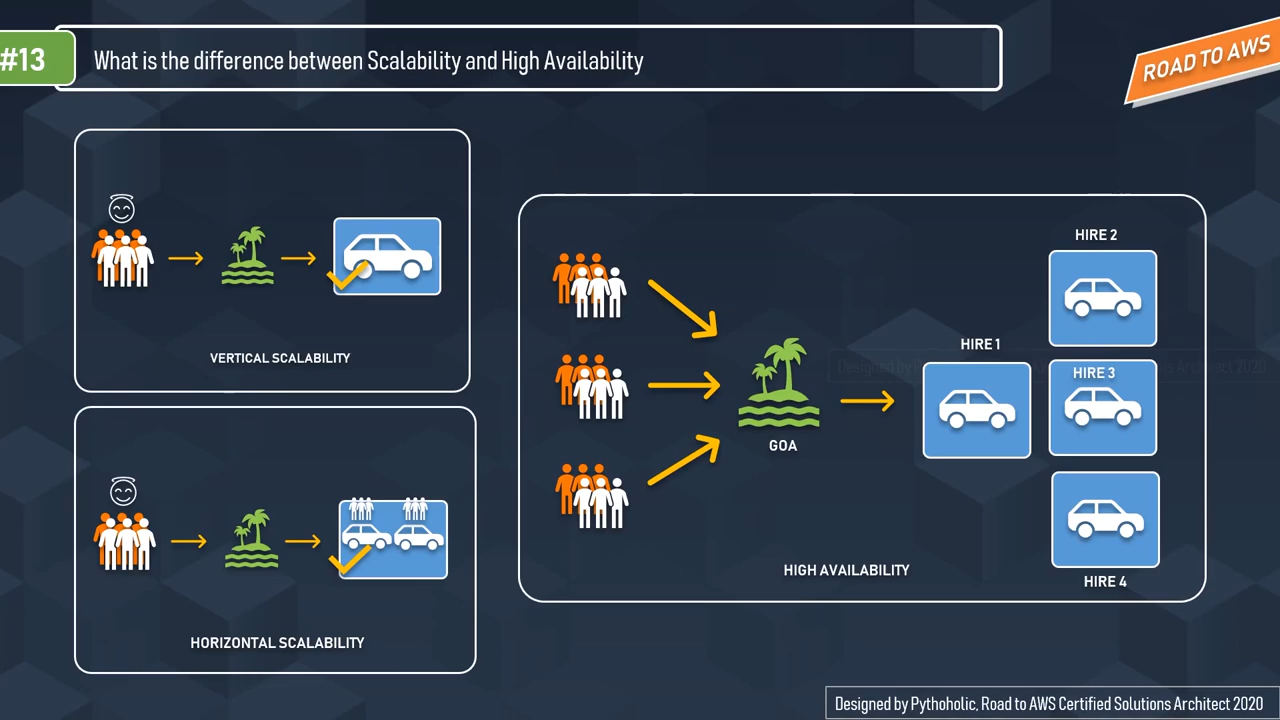 #13
What is the difference between Scalability and High Availability
ROAD TO AWS
VERTICAL SCALABILITY
HORIZONTAL SCALABILITY
GOA
HIRE 1
HIRE 2
HIRE 3
HIRE 4
HIGH AVAILABILITY
Designed by Pythoholic, Road to AWS Certified Solutions Architect 2020